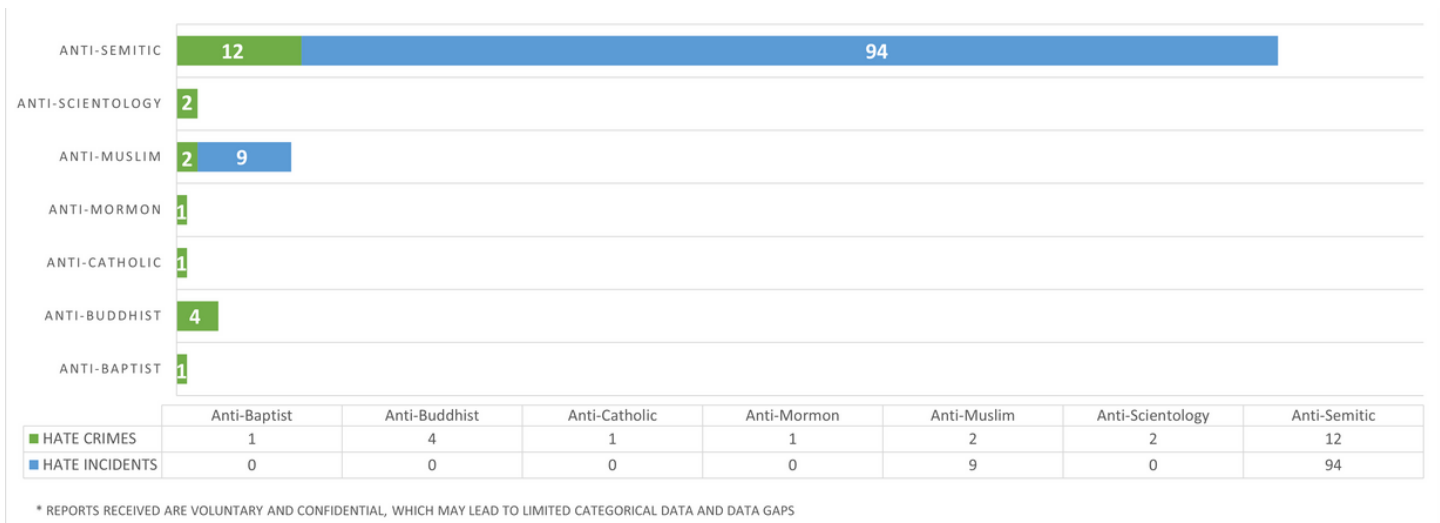 ANTI-SEMITIC 12 94
ANTI-SCIENTOLOGY 2
ANTI-MUSLIM 2 9
ANTI-MORMON 1
ANTI-CATHOLIC 1
ANTI-BUDDHIST 4
ANTI-BAPTIST 1
Anti-Baptist Anti-Buddhist Anti-Catholic Anti-Mormon Anti-Muslim Anti-Scientology Anti-Semitic
HATE CRIMES 1 4 1 1 2 2 12
HATE INCIDENTS 0 0 0 0 9 0 94
* REPORTS RECEIVED ARE VOLUNTARY AND CONFIDENTIAL, WHICH MAY LEAD TO LIMITED CATEGORICAL DATA AND DATA GAPS